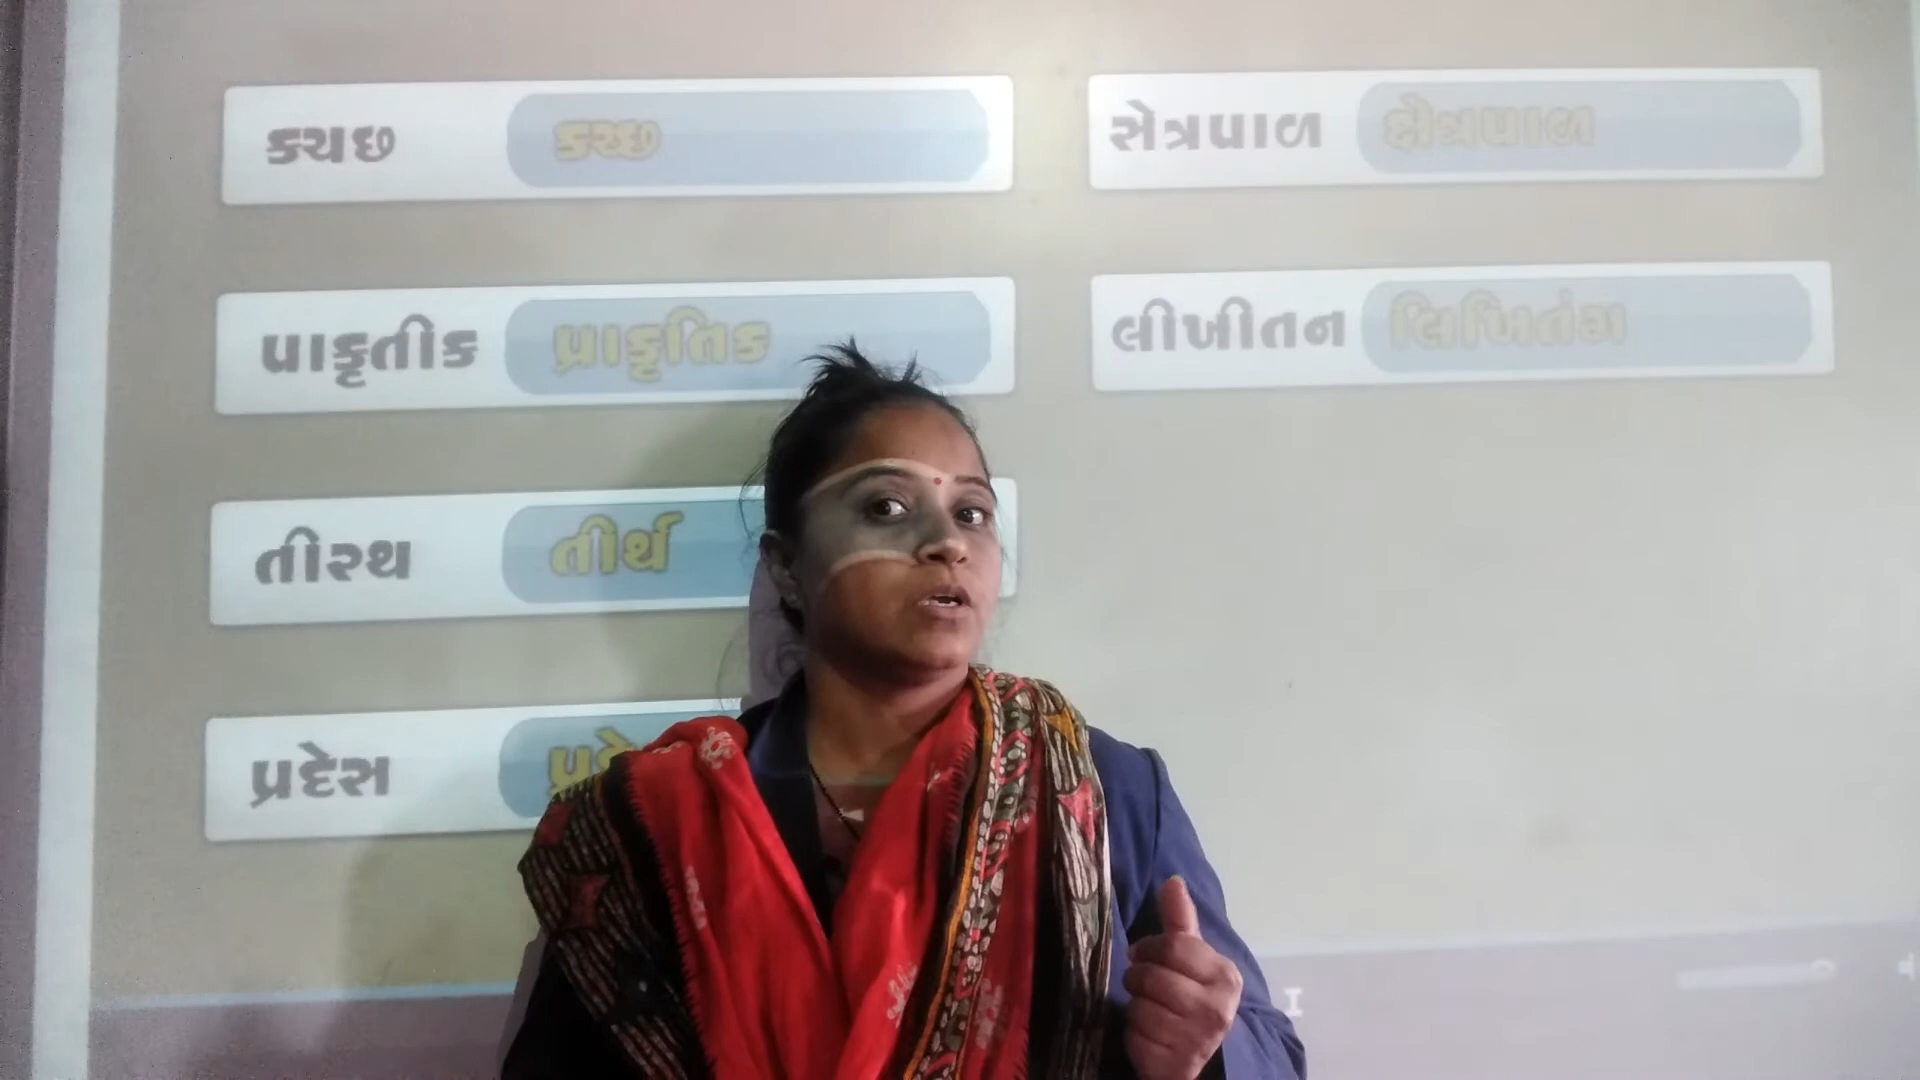 કચછ કચ્છ
પાકૃતીક પ્રાકૃતિક
તીરથ તીર્થ
પ્રદેસ
સેત્રપાળ ક્ષેત્રપાળ
લીખીતન લિખિતંગ